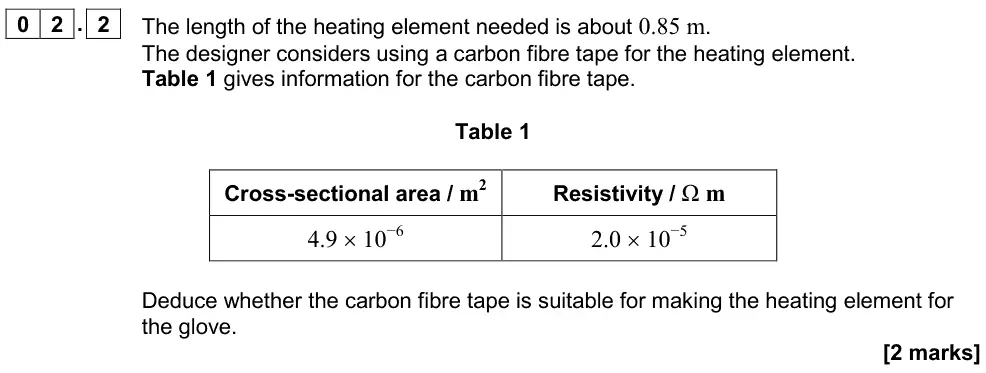 0 2 . 2 The length of the heating element needed is about 0.85 m.
The designer considers using a carbon fibre tape for the heating element.
Table 1 gives information for the carbon fibre tape.
Table 1
Cross-sectional area / m² Resistivity / Ω m
4.9 × 10⁻⁶ 2.0 × 10⁻⁵
Deduce whether the carbon fibre tape is suitable for making the heating element for
the glove.
[2 marks]